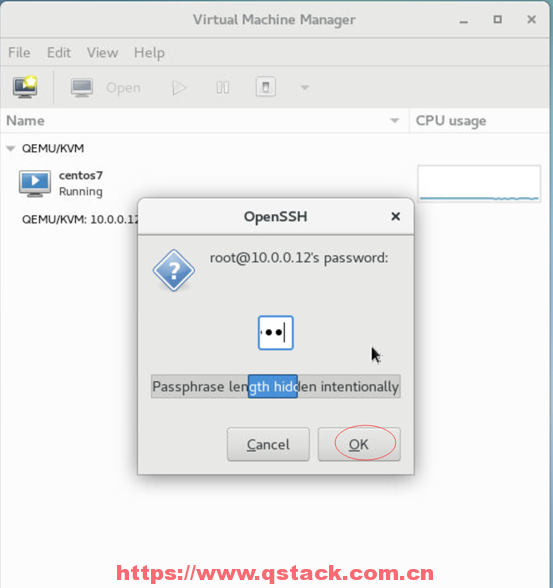 Virtual Machine Manager
File Edit View Help
Open
Name CPU usage
QEMU/KVM
centos7
Running
QEMU/KVM: 10.0.0.12
OpenSSH
root@10.0.0.12's password:
Passphrase length hidden intentionally
Cancel OK
https://www.qstack.com.cn